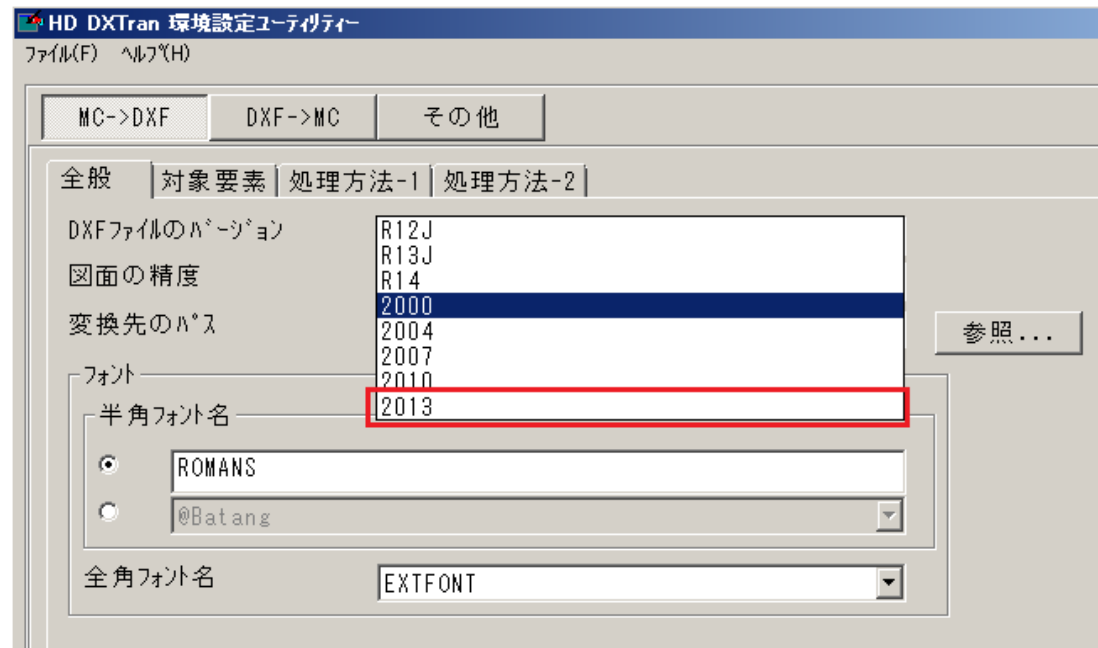 HD DXTran 環境設定ユーティリティー
ファイル(F) ヘルプ(H)
MC->DXF DXF->MC その他
全般 対象要素 処理方法-1 処理方法-2
DXFファイルのバージョン
R12J
R13J
R14
2000
2004
2007
2010
2013
図面の精度
変換先のパス
参照...
フォント
半角フォント名
ROMANS
@Batang
全角フォント名
EXTFONT